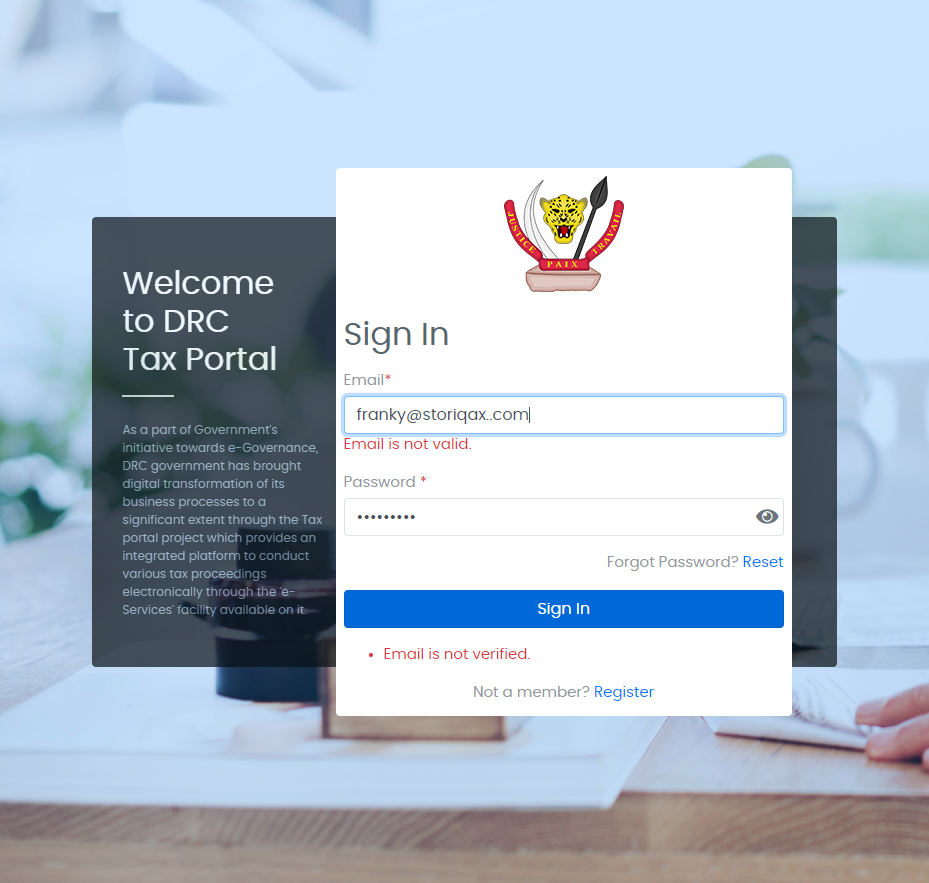 JUSTICE PAIX TRAVAIL
Welcome
to DRC
Tax Portal
As a part of Government's
initiative towards e-Governance,
DRC government has brought
digital transformation of its
business processes to a
significant extent through the Tax
portal project which provides an
integrated platform to conduct
various tax proceedings
electronically through the 'e-
Services' facility available on it.
Sign In
Email*
franky@storiqax..com
Email is not valid.
Password *
•••••••••
Forgot Password? Reset
Sign In
• Email is not verified.
Not a member? Register